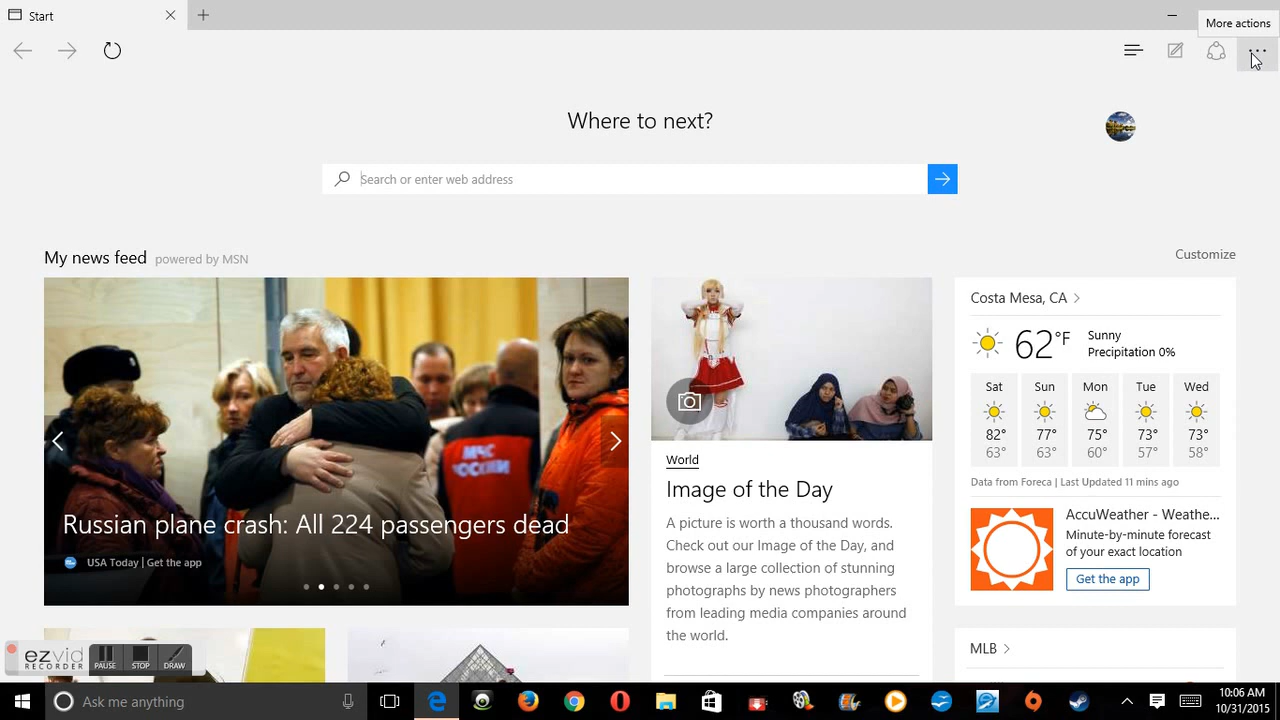 Start
More actions
Where to next?
Search or enter web address
My news feed powered by MSN
Customize
МЧС
РОССИИ
Russian plane crash: All 224 passengers dead
USA Today | Get the app
World
Image of the Day
A picture is worth a thousand words.
Check out our Image of the Day, and
browse a large collection of stunning
photographs by news photographers
from leading media companies around
the world.
Costa Mesa, CA
62°F
Sunny
Precipitation 0%
Sat Sun Mon Tue Wed
82° 77° 75° 73° 73°
63° 63° 60° 57° 58°
Data from Foreca | Last Updated 11 mins ago
AccuWeather - Weathe...
Minute-by-minute forecast
of your exact location
Get the app
MLB
ezvid
RECORDER
PAUSE STOP DRAW
Ask me anything
10:06 AM
10/31/2015